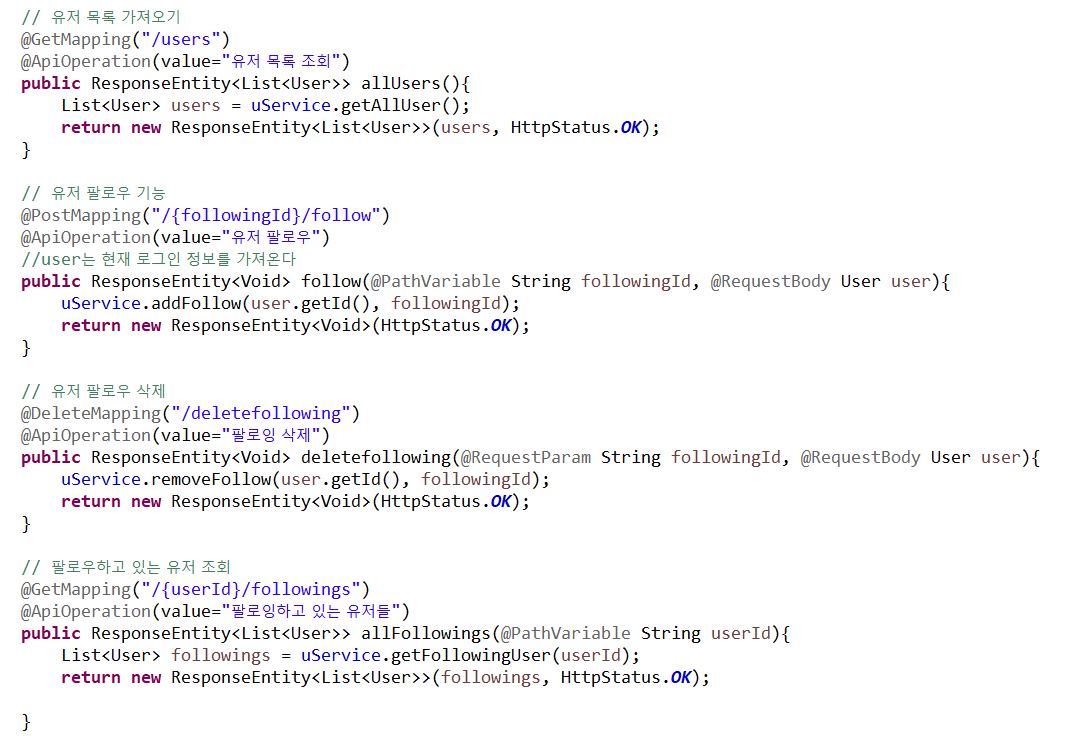 // 유저 목록 가져오기
@GetMapping("/users")
@ApiOperation(value="유저 목록 조회")
public ResponseEntity<List<User>> allUsers(){
    List<User> users = uService.getAllUser();
    return new ResponseEntity<List<User>>(users, HttpStatus.OK);
}

// 유저 팔로우 기능
@PostMapping("/{followingId}/follow")
@ApiOperation(value="유저 팔로우")
//user는 현재 로그인 정보를 가져온다
public ResponseEntity<Void> follow(@PathVariable String followingId, @RequestBody User user){
    uService.addFollow(user.getId(), followingId);
    return new ResponseEntity<Void>(HttpStatus.OK);
}

// 유저 팔로우 삭제
@DeleteMapping("/deletefollowing")
@ApiOperation(value="팔로잉 삭제")
public ResponseEntity<Void> deletefollowing(@RequestParam String followingId, @RequestBody User user){
    uService.removeFollow(user.getId(), followingId);
    return new ResponseEntity<Void>(HttpStatus.OK);
}

// 팔로우하고 있는 유저 조회
@GetMapping("/{userId}/followings")
@ApiOperation(value="팔로잉하고 있는 유저들")
public ResponseEntity<List<User>> allFollowings(@PathVariable String userId){
    List<User> followings = uService.getFollowingUser(userId);
    return new ResponseEntity<List<User>>(followings, HttpStatus.OK);

}